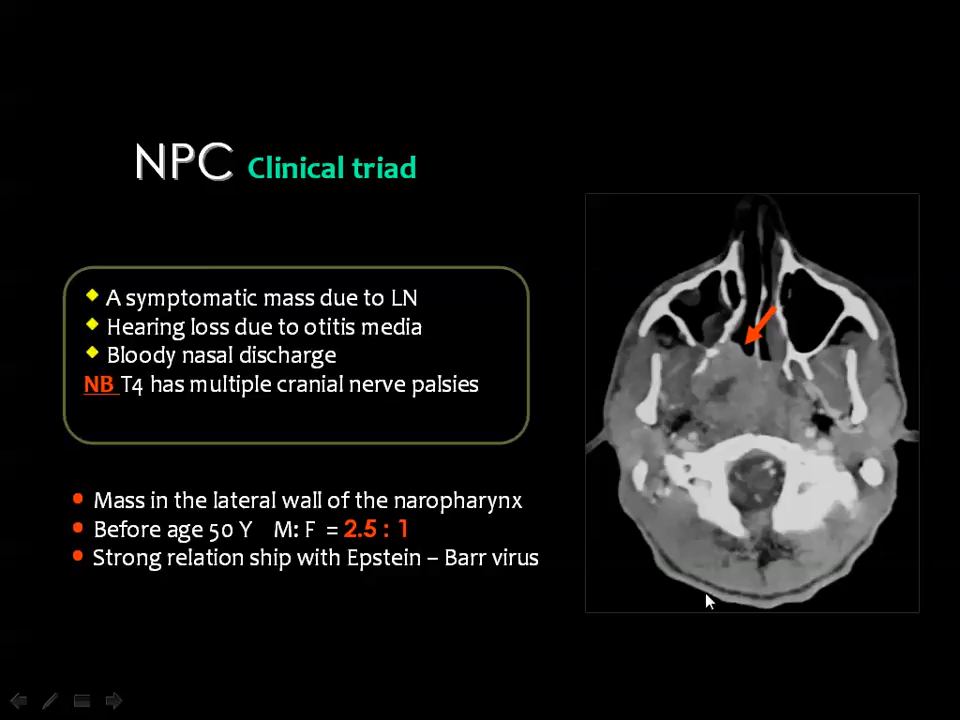 NPC Clinical triad
A symptomatic mass due to LN
Hearing loss due to otitis media
Bloody nasal discharge
NB T4 has multiple cranial nerve palsies
Mass in the lateral wall of the naropharynx
Before age 50 Y M: F = 2.5 : 1
Strong relation ship with Epstein – Barr virus